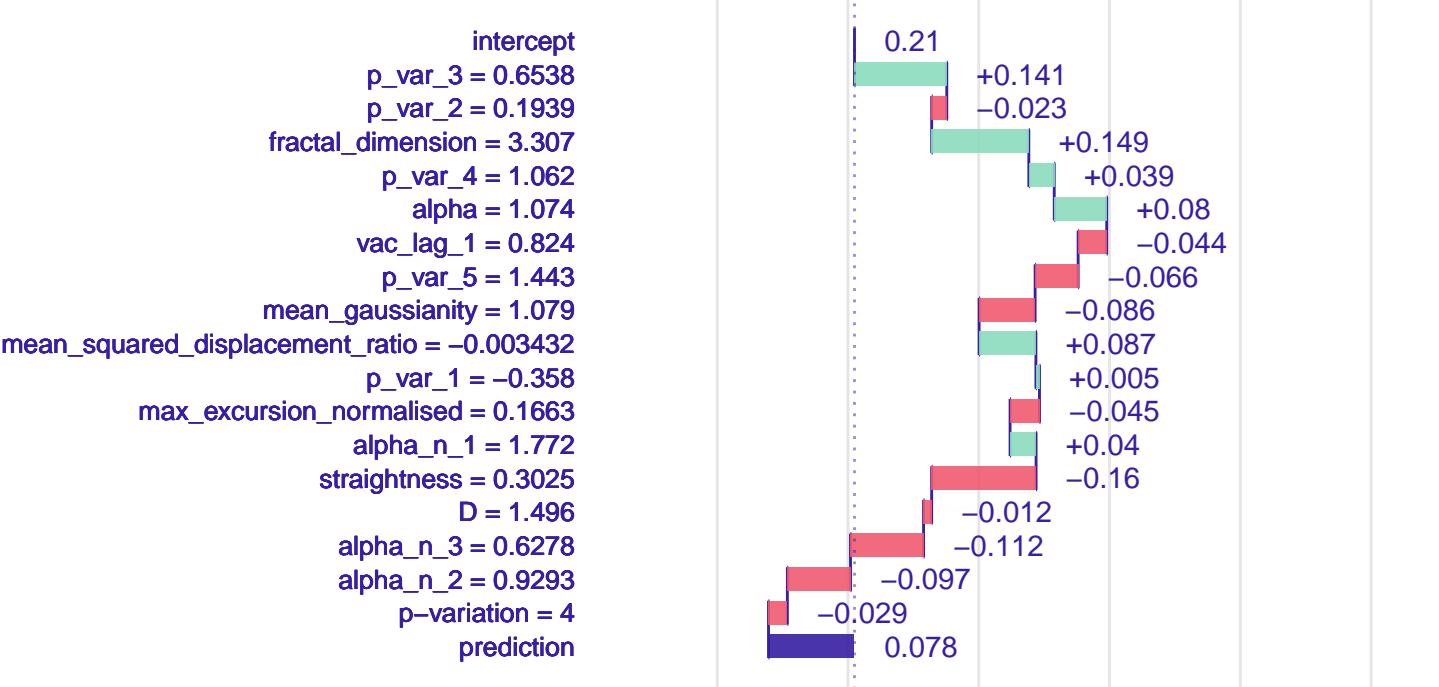 intercept 0.21
p_var_3 = 0.6538 +0.141
p_var_2 = 0.1939 −0.023
fractal_dimension = 3.307 +0.149
p_var_4 = 1.062 +0.039
alpha = 1.074 +0.08
vac_lag_1 = 0.824 −0.044
p_var_5 = 1.443 −0.066
mean_gaussianity = 1.079 −0.086
mean_squared_displacement_ratio = −0.003432 +0.087
p_var_1 = −0.358 +0.005
max_excursion_normalised = 0.1663 −0.045
alpha_n_1 = 1.772 +0.04
straightness = 0.3025 −0.16
D = 1.496 −0.012
alpha_n_3 = 0.6278 −0.112
alpha_n_2 = 0.9293 −0.097
p−variation = 4 −0.029
prediction 0.078